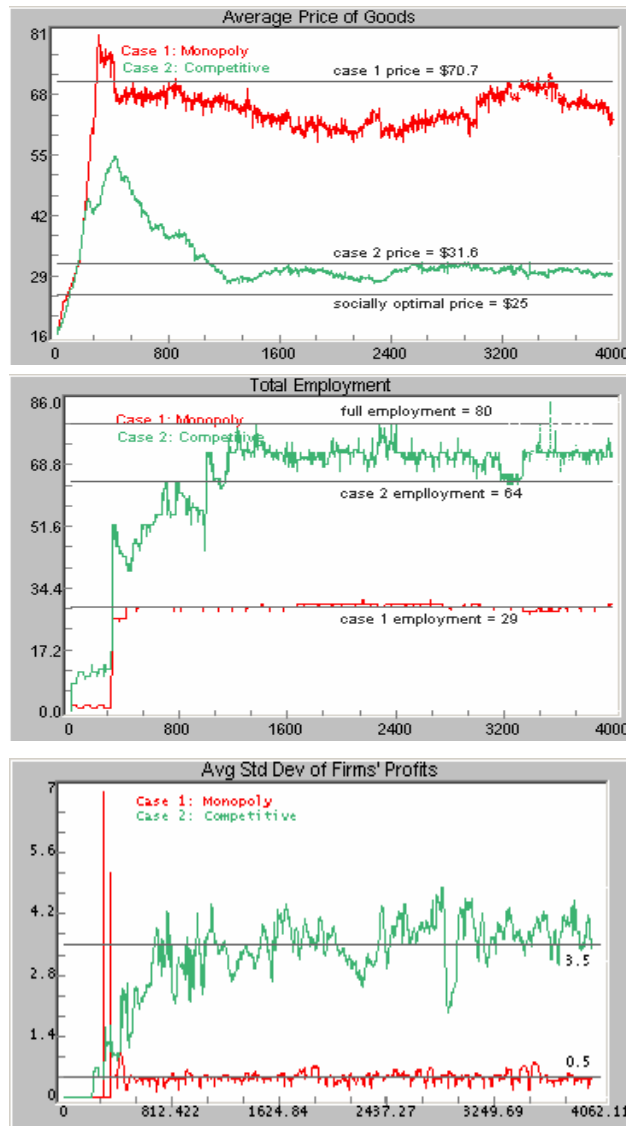 Average Price of Goods
81
Case 1: Monopoly
Case 2: Competitive
case 1 price = $70.7
68
55
42
case 2 price = $31.6
29
socially optimal price = $25
16
0 800 1600 2400 3200 4000
Total Employment
86.0
Case 1: Monopoly
full employment = 80
Case 2: Competitive
68.8
case 2 emplloyment = 64
51.6
34.4
case 1 employment = 29
17.2
0.0
0 800 1600 2400 3200 4000
Avg Std Dev of Firms' Profits
7
Case 1: Monopoly
Case 2: Competitive
5.6
4.2
3.5
2.8
1.4
0.5
0
0 812.422 1624.84 2437.27 3249.69 4062.11